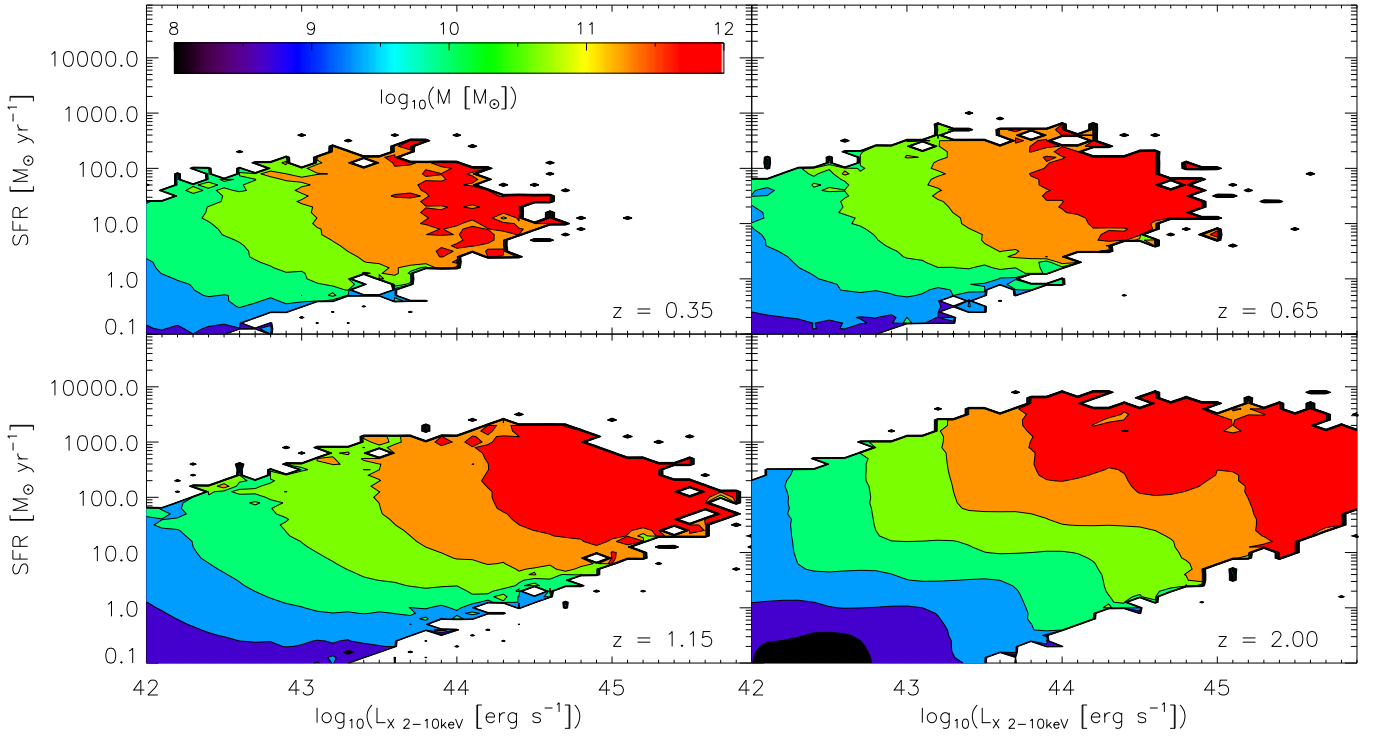 8 9 10 11 12
log₁₀(M [M⊙])
SFR [M⊙ yr⁻¹]
10000.0
1000.0
100.0
10.0
1.0
0.1
z = 0.35
z = 0.65
SFR [M⊙ yr⁻¹]
10000.0
1000.0
100.0
10.0
1.0
0.1
z = 1.15
z = 2.00
42 43 44 45 42 43 44 45
log₁₀(L_X 2−10keV [erg s⁻¹]) log₁₀(L_X 2−10keV [erg s⁻¹])